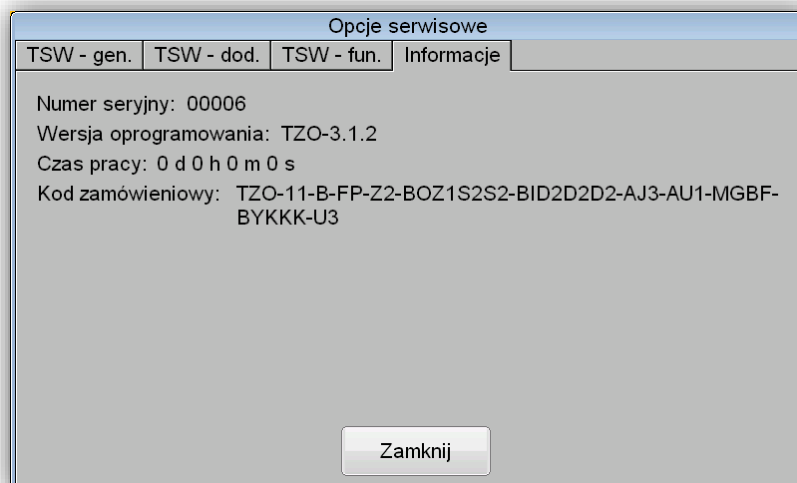 Opcje serwisowe
TSW - gen. TSW - dod. TSW - fun. Informacje
Numer seryjny: 00006
Wersja oprogramowania: TZO-3.1.2
Czas pracy: 0 d 0 h 0 m 0 s
Kod zamówieniowy: TZO-11-B-FP-Z2-BOZ1S2S2-BID2D2D2-AJ3-AU1-MGBF-
BYKKK-U3
Zamknij